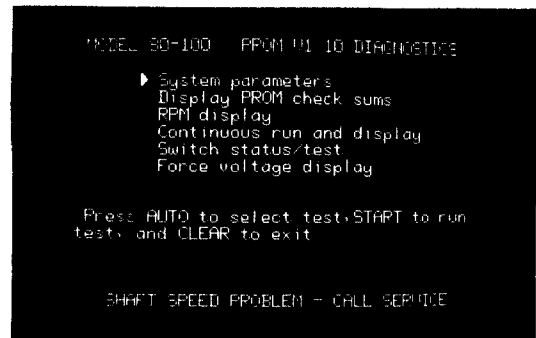 MODEL 80-100 PROM V1.10 DIAGNOSTICS
System parameters
Display PROM check sums
RPM display
Continuous run and display
Switch status/test
Force voltage display
Press AUTO to select test, START to run
test, and CLEAR to exit
SHAFT SPEED PROBLEM - CALL SERVICE